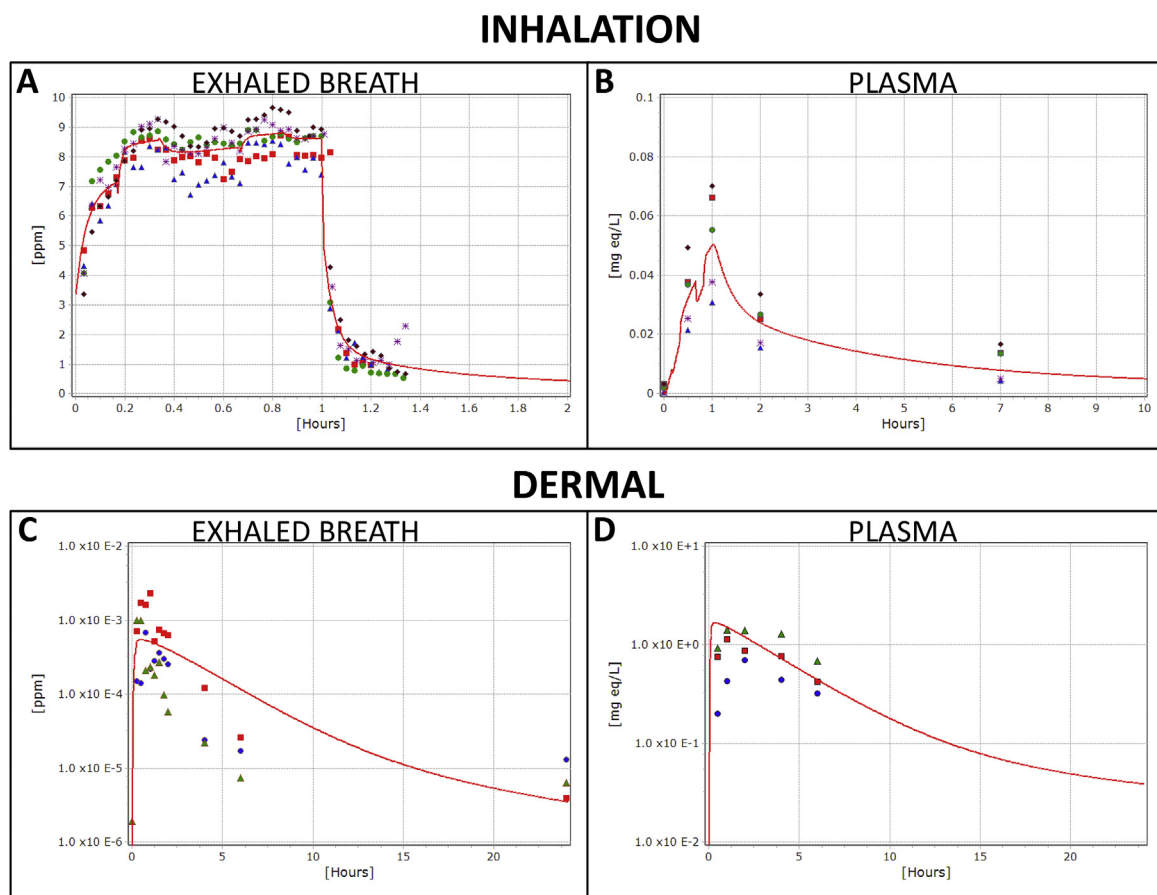 INHALATION
A
EXHALED BREATH
10
9
8
7
6
5
4
3
2
1
0
[ppm]
0
0.2
0.4
0.6
0.8
1
1.2
1.4
1.6
1.8
2
[Hours]
B
PLASMA
0.1
0.08
0.06
0.04
0.02
0
[mg eq/L]
0
1
2
3
4
5
6
7
8
9
10
Hours]
DERMAL
C
EXHALED BREATH
1.0 x10 E-2
1.0 x10 E-3
1.0 x10 E-4
1.0 x10 E-5
1.0 x10 E-6
[ppm]
0
5
10
15
20
[Hours]
D
PLASMA
1.0 x10 E+1
1.0 x10 E+0
1.0 x10 E-1
1.0 x10 E-2
[mg eq/L]
0
5
10
15
20
[Hours]